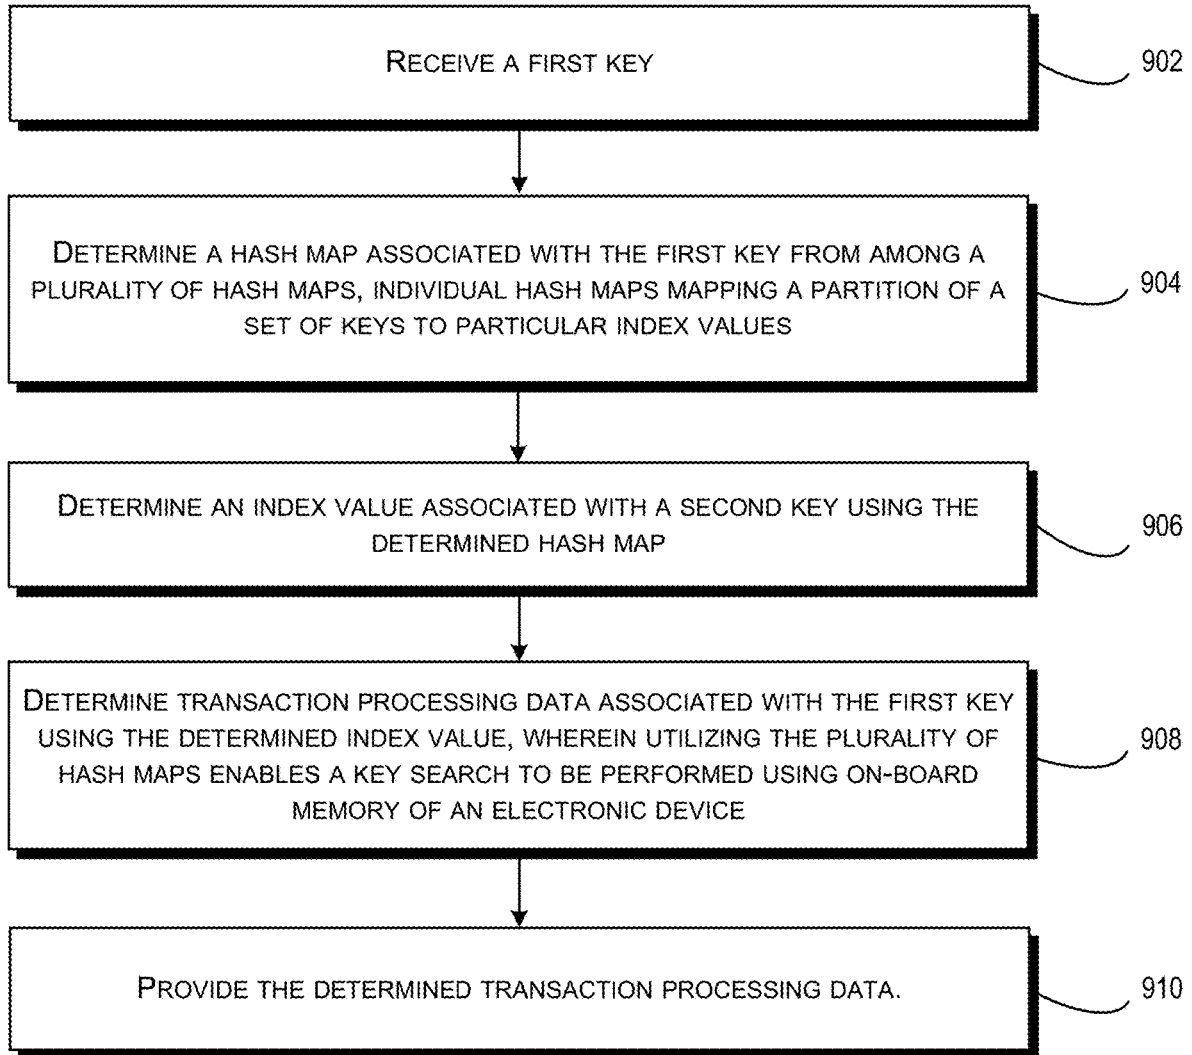 RECEIVE A FIRST KEY
902
DETERMINE A HASH MAP ASSOCIATED WITH THE FIRST KEY FROM AMONG A
PLURALITY OF HASH MAPS, INDIVIDUAL HASH MAPS MAPPING A PARTITION OF A
SET OF KEYS TO PARTICULAR INDEX VALUES
904
DETERMINE AN INDEX VALUE ASSOCIATED WITH A SECOND KEY USING THE
DETERMINED HASH MAP
906
DETERMINE TRANSACTION PROCESSING DATA ASSOCIATED WITH THE FIRST KEY
USING THE DETERMINED INDEX VALUE, WHEREIN UTILIZING THE PLURALITY OF
HASH MAPS ENABLES A KEY SEARCH TO BE PERFORMED USING ON-BOARD
MEMORY OF AN ELECTRONIC DEVICE
908
PROVIDE THE DETERMINED TRANSACTION PROCESSING DATA.
910